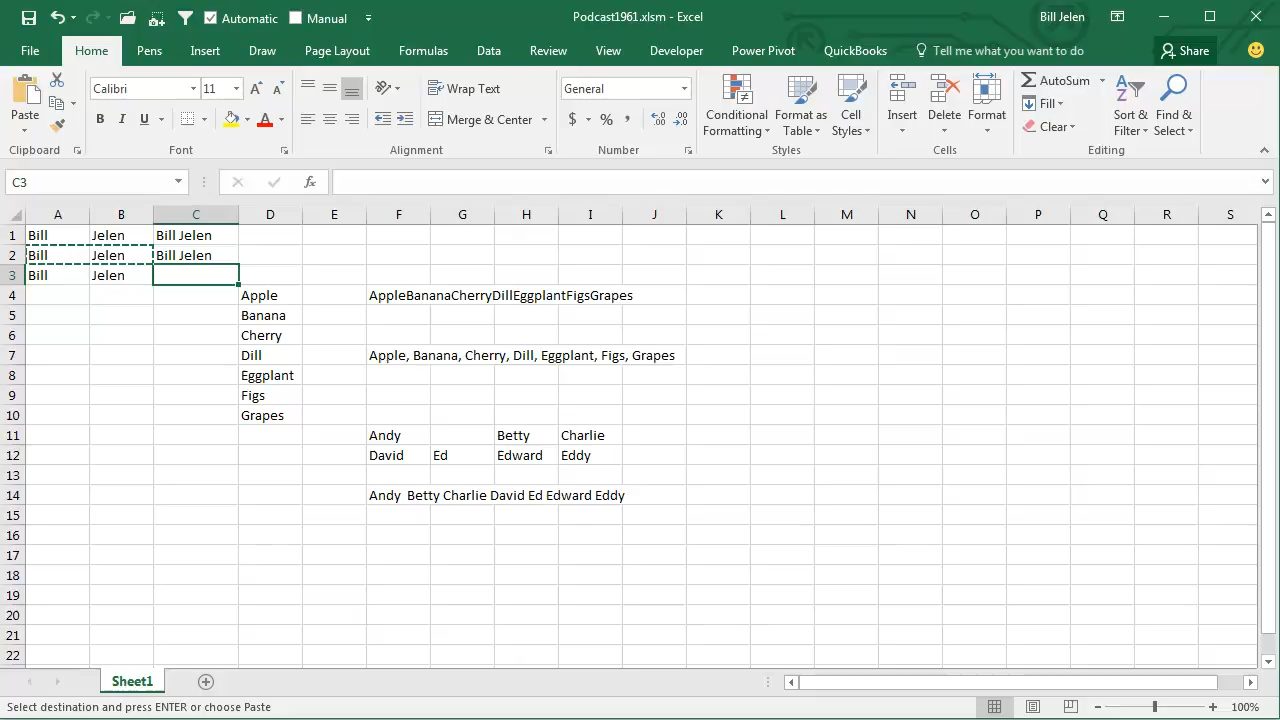 Automatic Manual Podcast1961.xlsm - Excel Bill Jelen
File Home Pens Insert Draw Page Layout Formulas Data Review View Developer Power Pivot QuickBooks Tell me what you want to do Share
Paste Calibri 11 A A Wrap Text General Conditional Formatting Format as Table Cell Styles Insert Delete Format AutoSum Fill Clear Sort & Filter Find & Select
B I U A Merge & Center $ % ,
Clipboard Font Alignment Number Styles Cells Editing
C3 fx
A B C D E F G H I J K L M N O P Q R S
1 Bill Jelen Bill Jelen
2 Bill Jelen Bill Jelen
3 Bill Jelen
4 Apple AppleBananaCherryDillEggplantFigsGrapes
5 Banana
6 Cherry
7 Dill Apple, Banana, Cherry, Dill, Eggplant, Figs, Grapes
8 Eggplant
9 Figs
10 Grapes
11 Andy Betty Charlie
12 David Ed Edward Eddy
13
14 Andy  Betty Charlie David Ed Edward Eddy
15
16
17
18
19
20
21
22
Sheet1
Select destination and press ENTER or choose Paste 100%